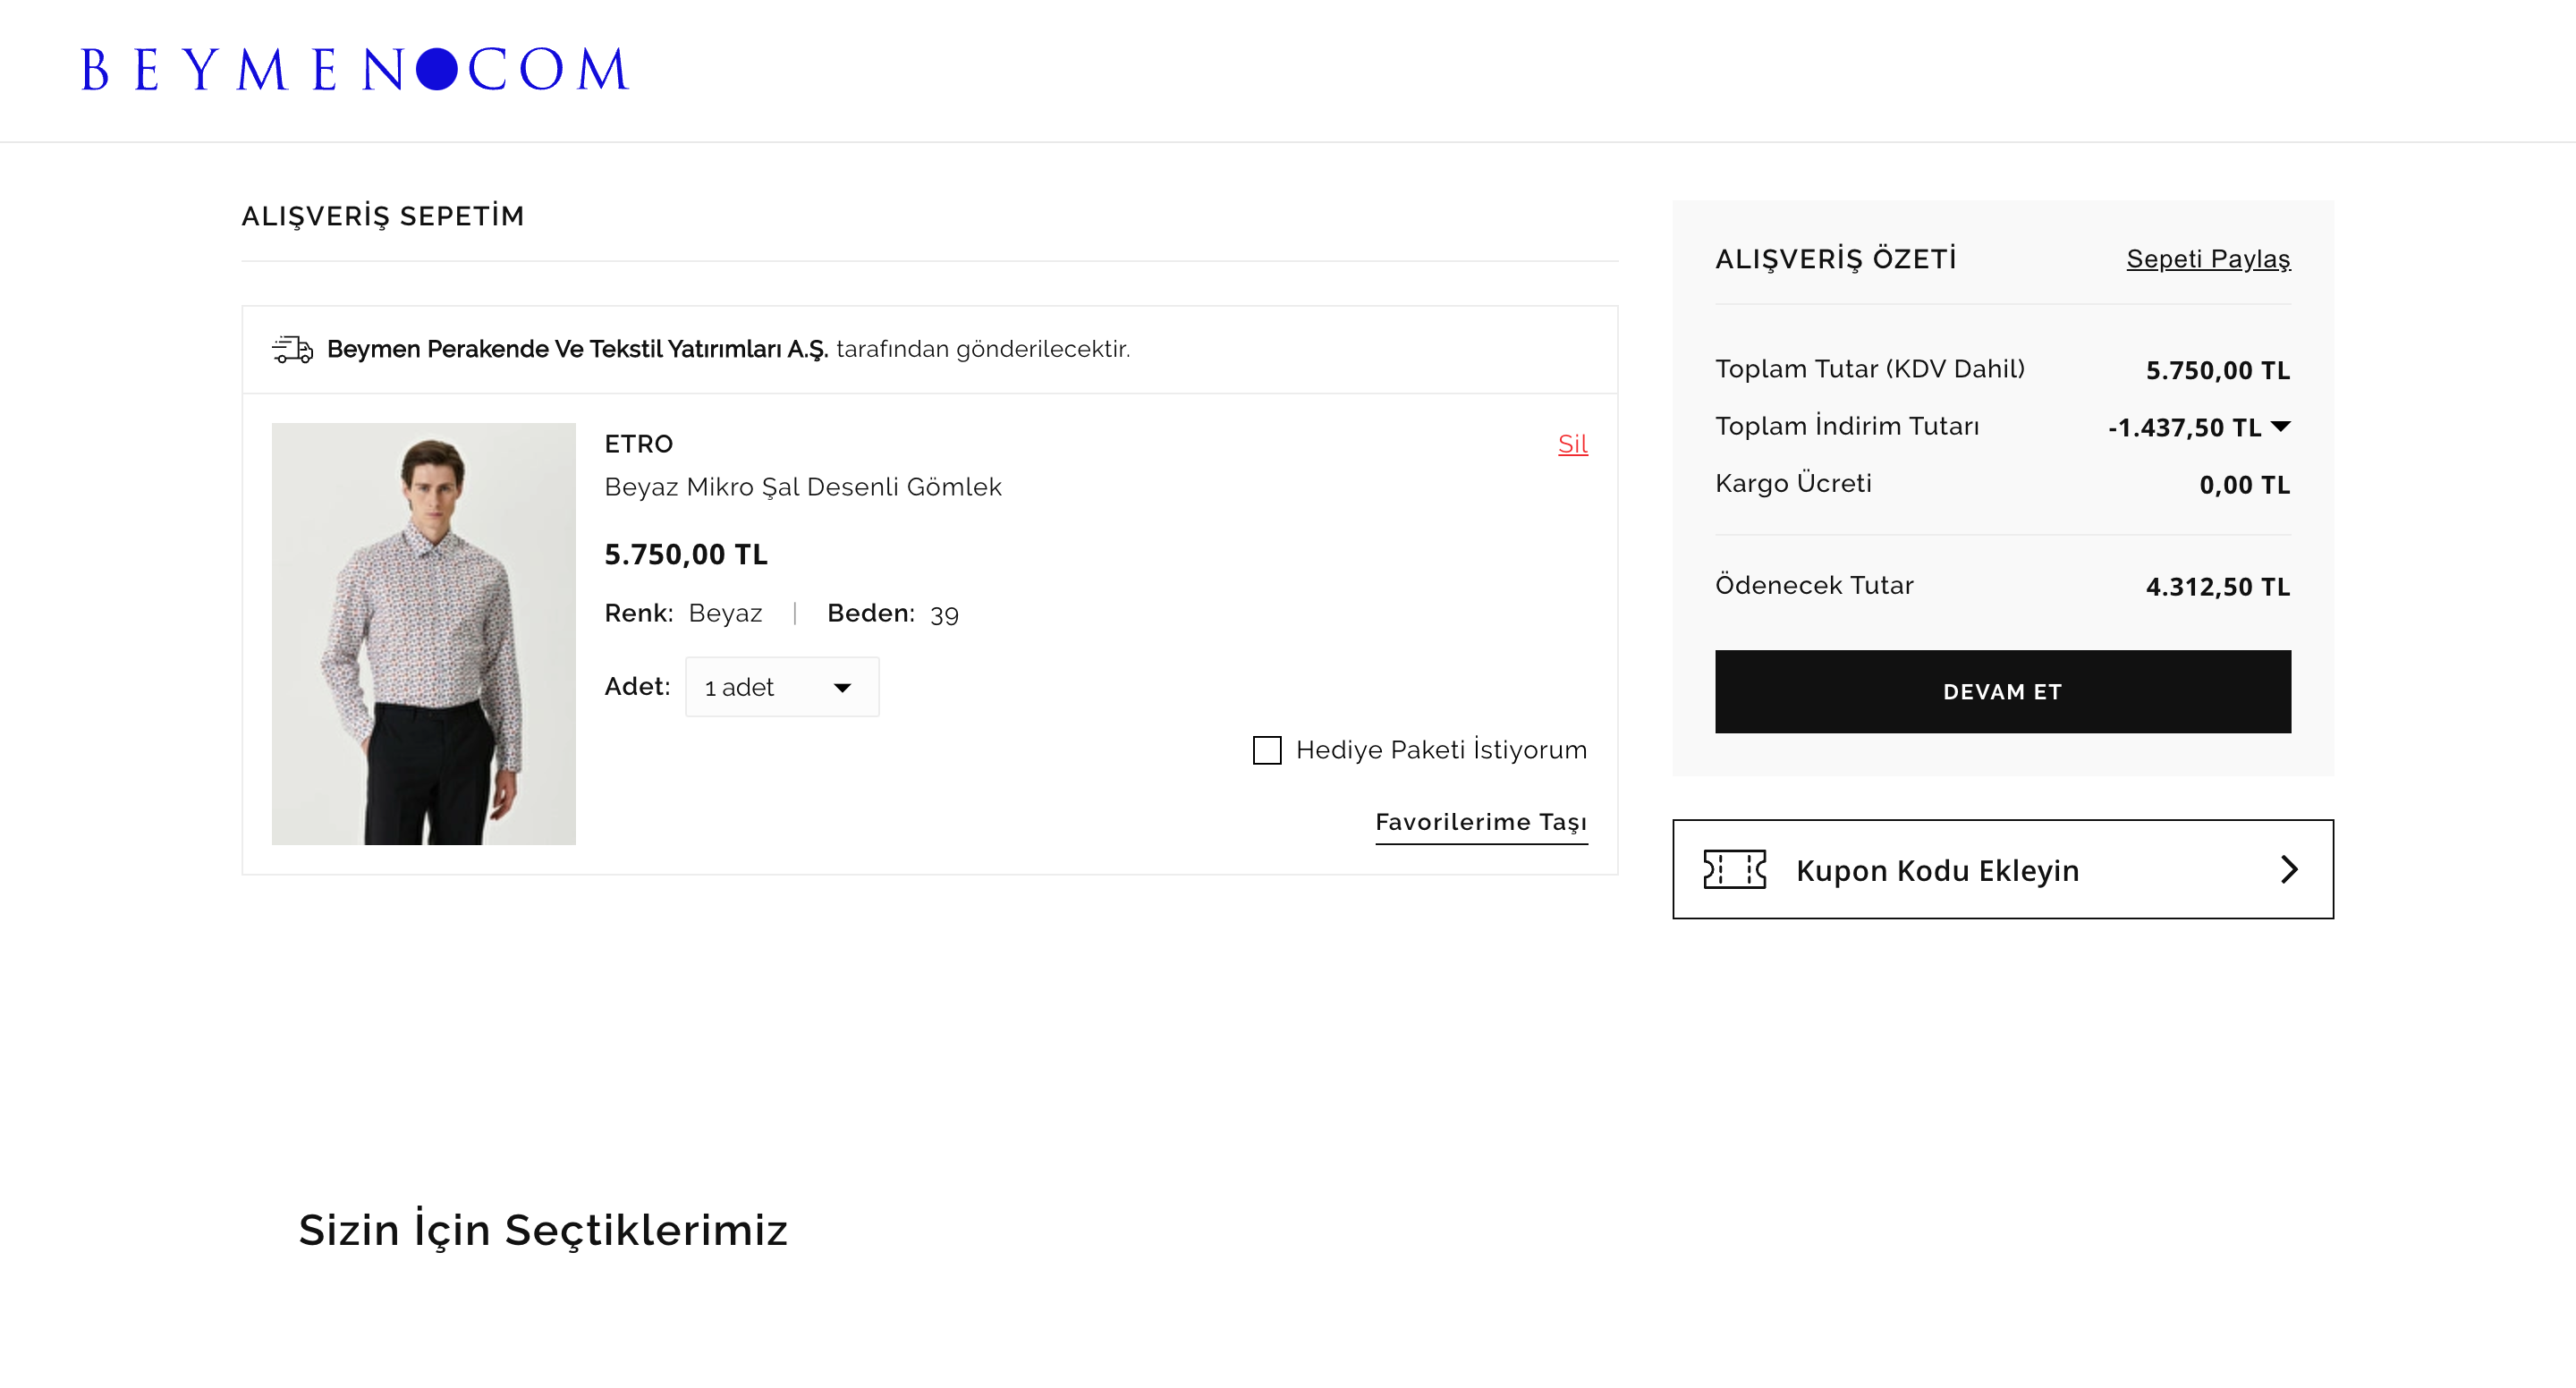 BEYMEN.COM
ALIŞVERİŞ SEPETİM
Beymen Perakende Ve Tekstil Yatırımları A.Ş. tarafından gönderilecektir.
ETRO
Sil
Beyaz Mikro Şal Desenli Gömlek
5.750,00 TL
Renk: Beyaz | Beden: 39
Adet: 1 adet
Hediye Paketi İstiyorum
Favorilerime Taşı
ALIŞVERİŞ ÖZETİ Sepeti Paylaş
Toplam Tutar (KDV Dahil) 5.750,00 TL
Toplam İndirim Tutarı -1.437,50 TL
Kargo Ücreti 0,00 TL
Ödenecek Tutar 4.312,50 TL
DEVAM ET
Kupon Kodu Ekleyin
Sizin İçin Seçtiklerimiz